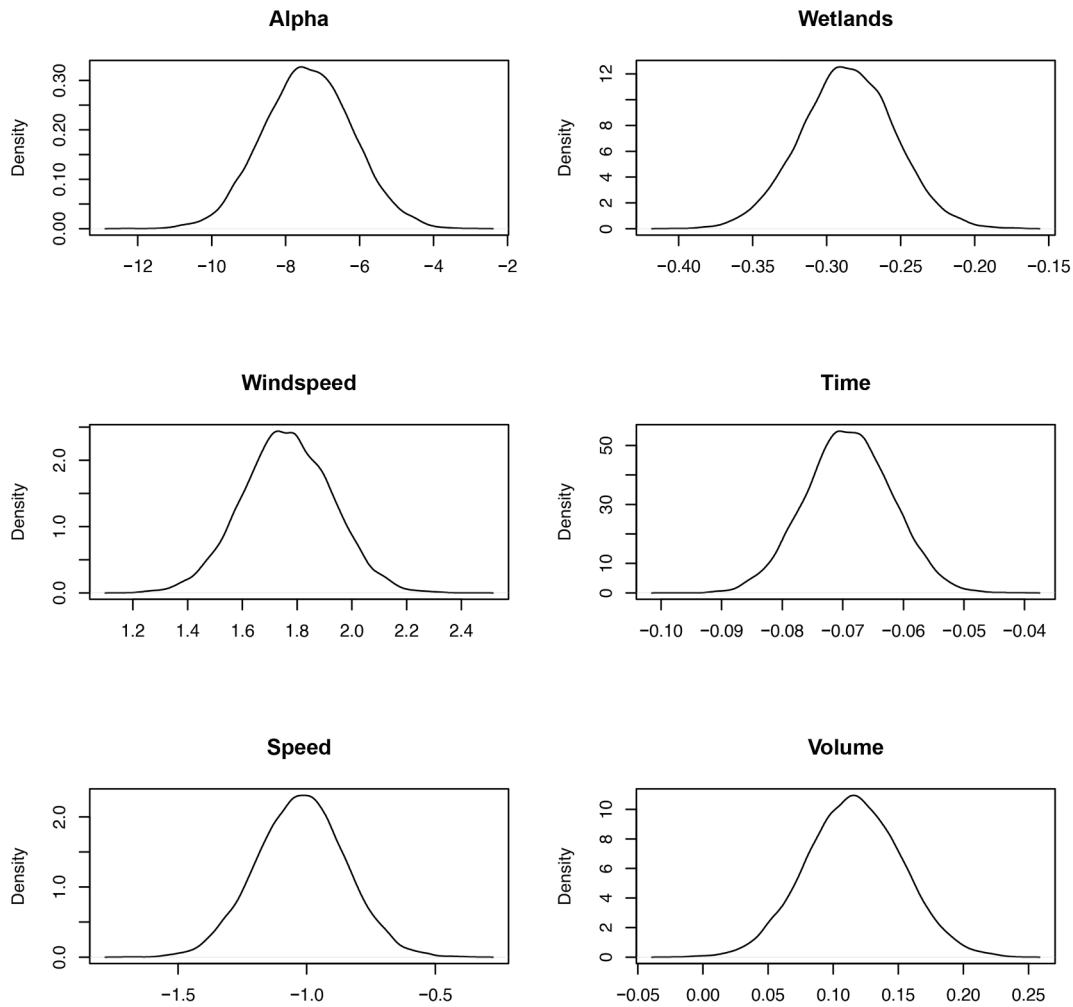 Alpha
Density
0.00 0.10 0.20 0.30
−12 −10 −8 −6 −4 −2
Wetlands
Density
0 2 4 6 8 12
−0.40 −0.35 −0.30 −0.25 −0.20 −0.15
Windspeed
Density
0.0 1.0 2.0
1.2 1.4 1.6 1.8 2.0 2.2 2.4
Time
Density
0 10 30 50
−0.10 −0.09 −0.08 −0.07 −0.06 −0.05 −0.04
Speed
Density
0.0 1.0 2.0
−1.5 −1.0 −0.5
Volume
Density
0 2 4 6 8 10
−0.05 0.00 0.05 0.10 0.15 0.20 0.25